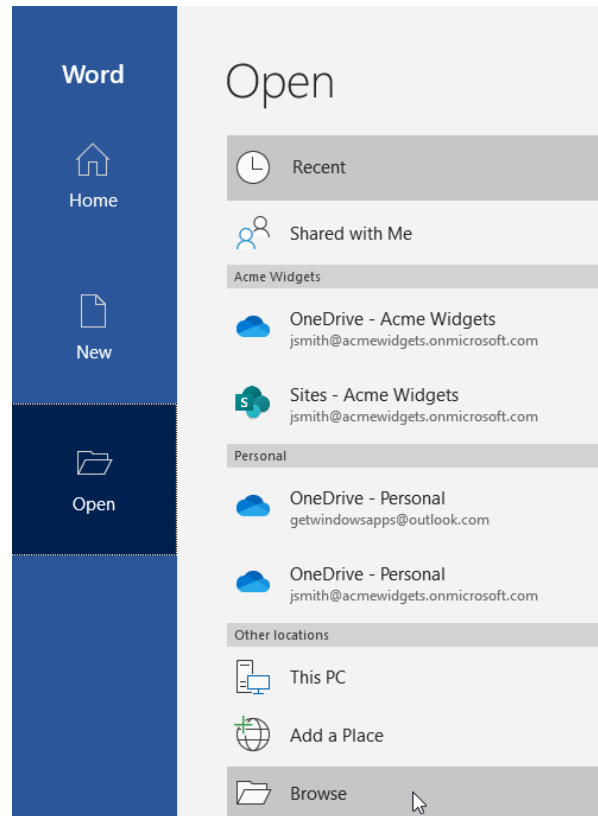 Word
Home
New
Open
Open
Recent
Shared with Me
Acme Widgets
OneDrive - Acme Widgets
jsmith@acmewidgets.onmicrosoft.com
S
Sites - Acme Widgets
jsmith@acmewidgets.onmicrosoft.com
Personal
OneDrive - Personal
getwindowsapps@outlook.com
OneDrive - Personal
jsmith@acmewidgets.onmicrosoft.com
Other locations
This PC
Add a Place
Browse